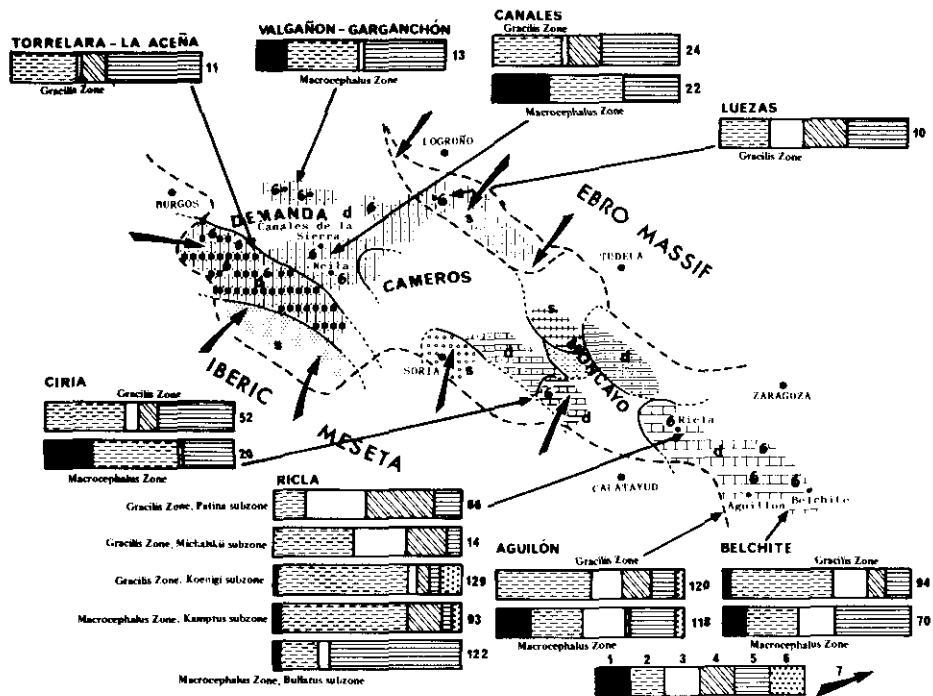 TORRELARA - LA ACEÑA
11
Gracilis Zone
VALGAÑON-GARGANCHÓN
13
Macrocephalus Zone
CANALES
Gracilis Zone
24
22
Macrocephalus Zone
LUEZAS
10
Gracilis Zone
LOGROÑO
BURGOS
DEMANDA d
Canales de la
Sierra
Neila
CAMEROS
EBRO MASSIF
TUDELA
s
s
s
d
d
s
SORIA
s
MONCAYO
d
d
ZARAGOZA
IBERIC
MESETA
CALATAYUD
Ricla
d
Aguillon
Belchite
CIRIA
Gracilis Zone
52
Macrocephalus Zone
RICLA
Gracilis Zone, Patina subzone
Gracilis Zone, Michalskii subzone
14
Gracilis Zone, Koenigi subzone
129
Macrocephalus Zone, Kamptus subzone
93
122
Macrocephalus Zone, Bullatus subzone
AGUILÓN
Gracilis Zone
120
118
Macrocephalus Zone
BELCHITE
Gracilis Zone
94
70
Macrocephalus Zone
1 2 3 4 5 6 7